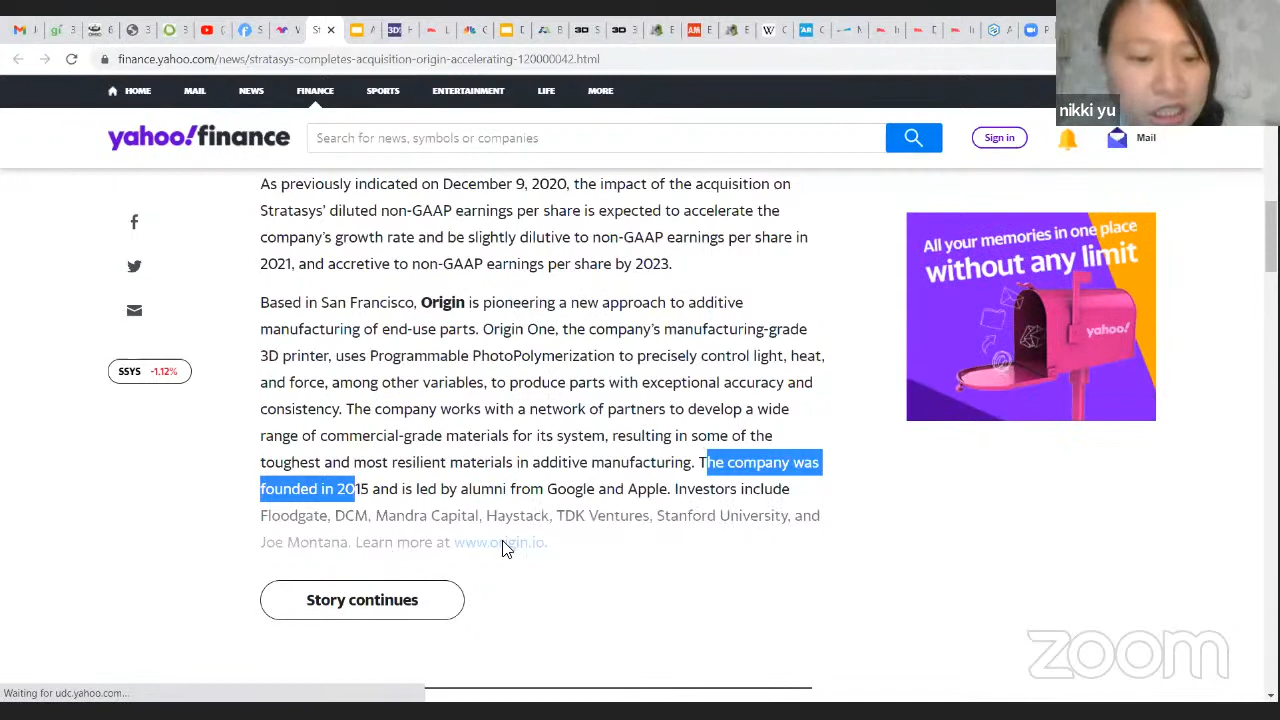 finance.yahoo.com/news/stratasys-completes-acquisition-origin-accelerating-120000042.html
nikki yu
HOME MAIL NEWS FINANCE SPORTS ENTERTAINMENT LIFE MORE
yahoo!finance
Search for news, symbols or companies
Sign in
Mail
As previously indicated on December 9, 2020, the impact of the acquisition on
Stratasys' diluted non-GAAP earnings per share is expected to accelerate the
company's growth rate and be slightly dilutive to non-GAAP earnings per share in
2021, and accretive to non-GAAP earnings per share by 2023.
Based in San Francisco, Origin is pioneering a new approach to additive
manufacturing of end-use parts. Origin One, the company's manufacturing-grade
3D printer, uses Programmable PhotoPolymerization to precisely control light, heat,
and force, among other variables, to produce parts with exceptional accuracy and
consistency. The company works with a network of partners to develop a wide
range of commercial-grade materials for its system, resulting in some of the
toughest and most resilient materials in additive manufacturing. The company was
founded in 2015 and is led by alumni from Google and Apple. Investors include
Floodgate, DCM, Mandra Capital, Haystack, TDK Ventures, Stanford University, and
Joe Montana. Learn more at www.origin.io.
SSYS -1.12%
Story continues
All your memories in one place
without any limit
yahoo!
zoom
Waiting for udc.yahoo.com...